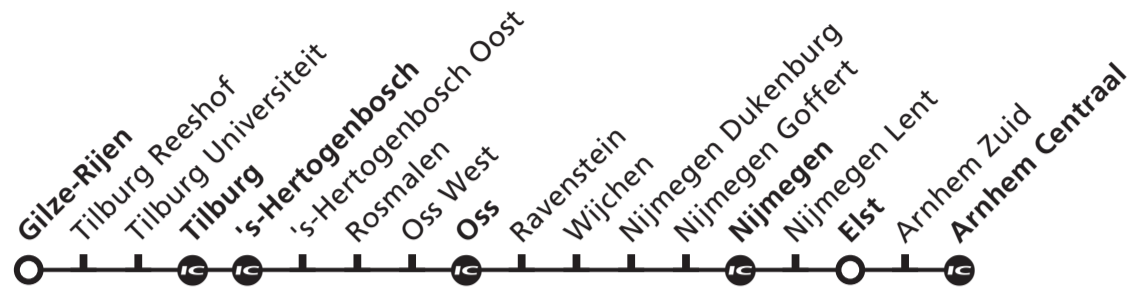 Gilze-Rijen
Tilburg Reeshof
Tilburg Universiteit
Tilburg
's-Hertogenbosch
's-Hertogenbosch Oost
Rosmalen
Oss West
Oss
Ravenstein
Wijchen
Nijmegen Dukenburg
Nijmegen Goffert
Nijmegen
Nijmegen Lent
Elst
Arnhem Zuid
Arnhem Centraal
IC
IC
IC
IC
IC